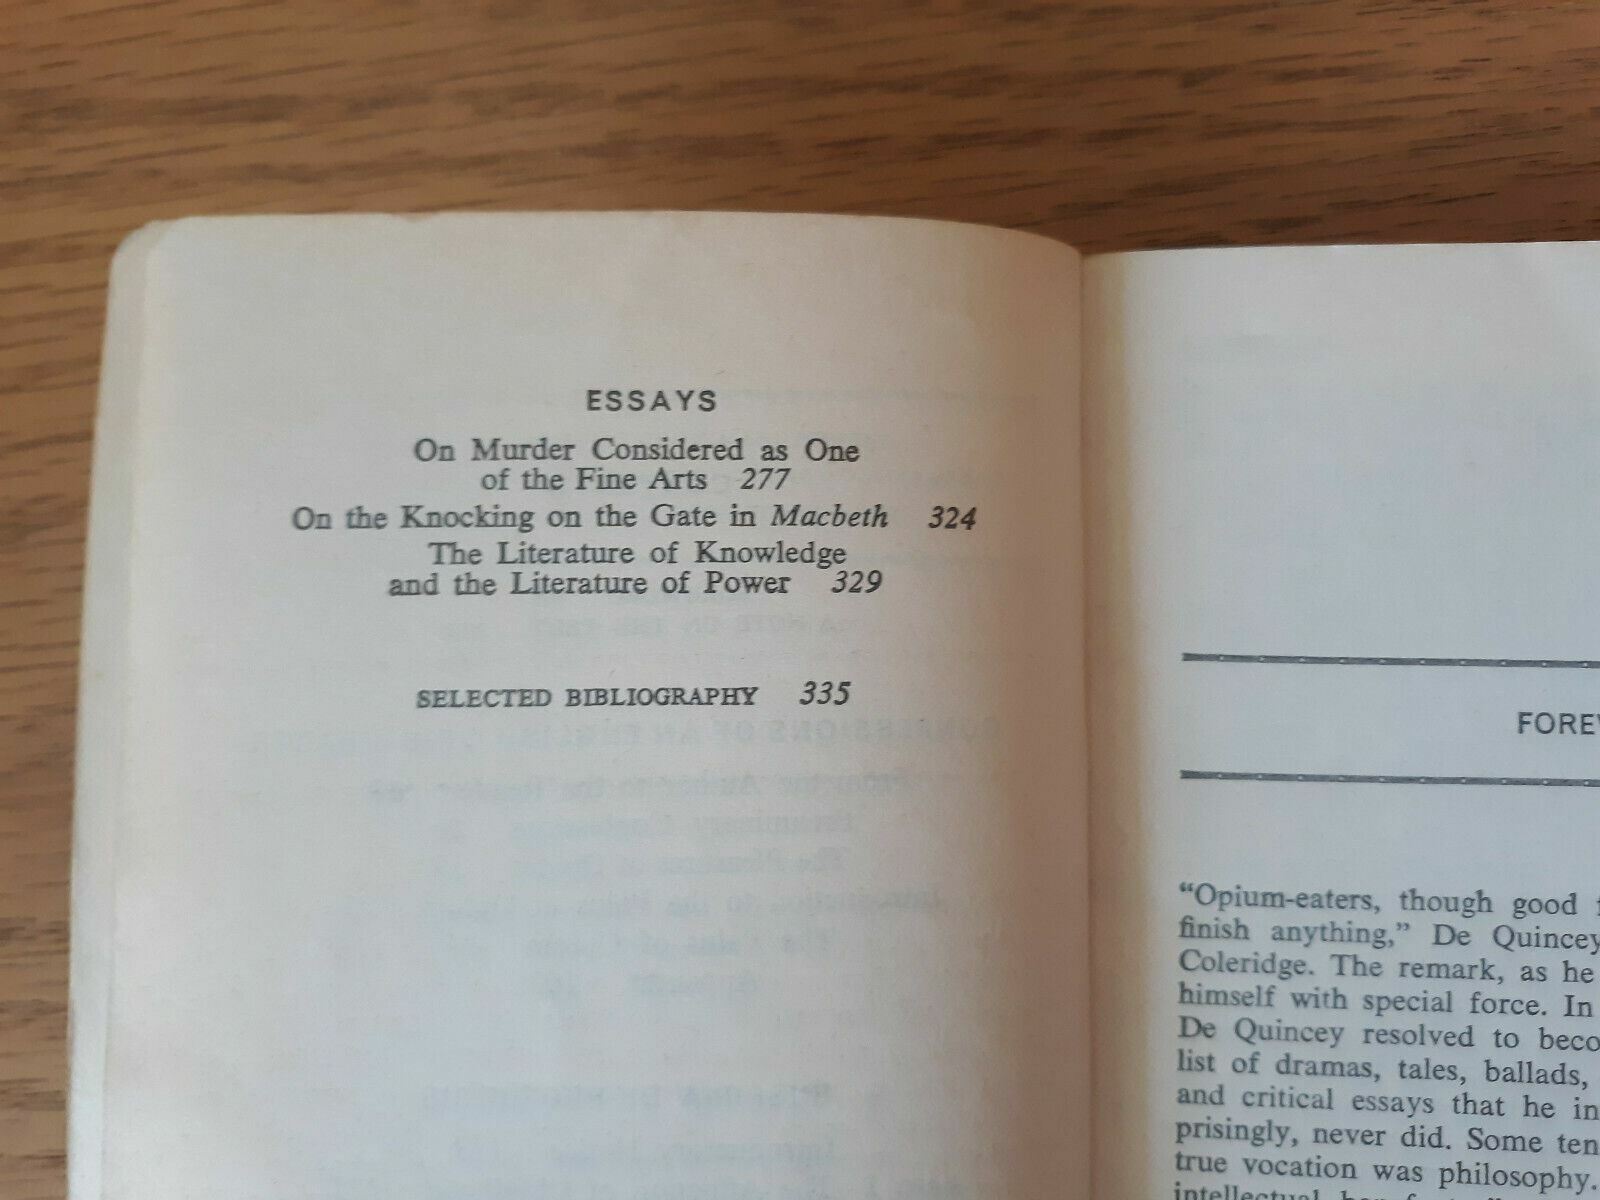 ESSAYS
On Murder Considered as One
of the Fine Arts 277
On the Knocking on the Gate in Macbeth 324
The Literature of Knowledge
and the Literature of Power 329
SELECTED BIBLIOGRAPHY 335
FORE
“Opium-eaters, though good
finish anything,” De Quincey
Coleridge. The remark, as he
himself with special force. In
De Quincey resolved to beco
list of dramas, tales, ballads,
and critical essays that he in
prisingly, never did. Some ten
true vocation was philosophy.